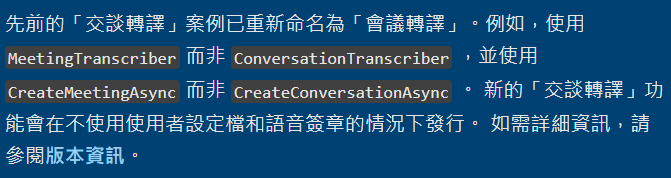 先前的「交談轉譯」案例已重新命名為「會議轉譯」。例如，使用
MeetingTranscriber 而非 ConversationTranscriber ，並使用
CreateMeetingAsync 而非 CreateConversationAsync 。 新的「交談轉譯」功
能會在不使用使用者設定檔和語音簽章的情況下發行。 如需詳細資訊，請
參閱版本資訊。